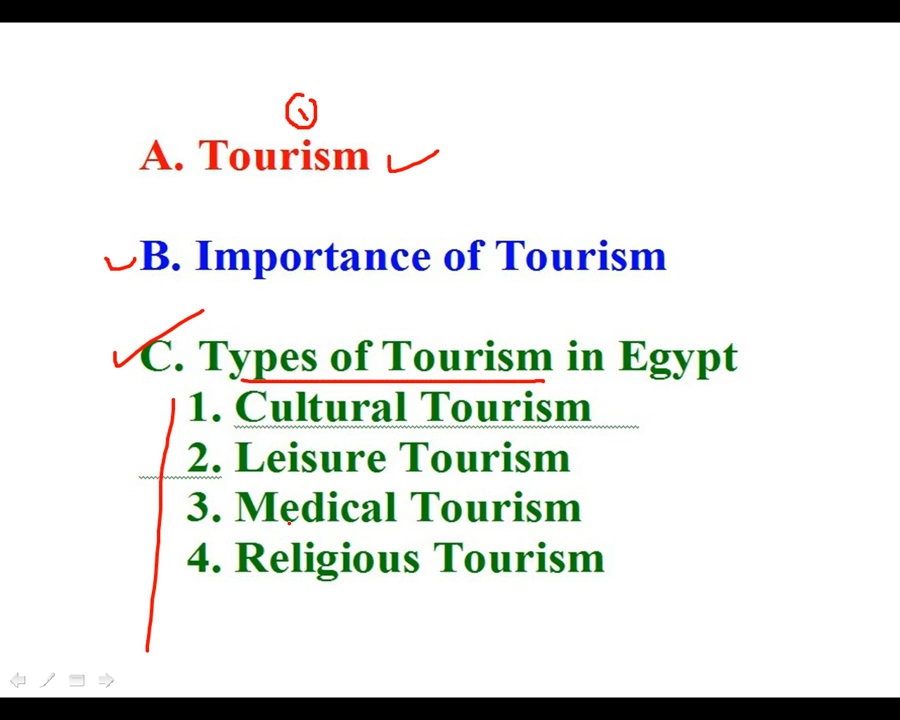 A. Tourism
B. Importance of Tourism
C. Types of Tourism in Egypt
1. Cultural Tourism
2. Leisure Tourism
3. Medical Tourism
4. Religious Tourism